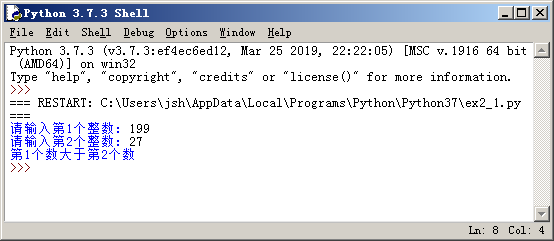 Python 3.7.3 Shell
File Edit Shell Debug Options Window Help
Python 3.7.3 (v3.7.3:ef4ec6ed12, Mar 25 2019, 22:22:05) [MSC v.1916 64 bit
 (AMD64)] on win32
Type "help", "copyright", "credits" or "license()" for more information.
>>>
=== RESTART: C:\Users\jsh\AppData\Local\Programs\Python\Python37\ex2_1.py
===
请输入第1个整数: 199
请输入第2个整数: 27
第1个数大于第2个数
>>>
Ln: 8 Col: 4